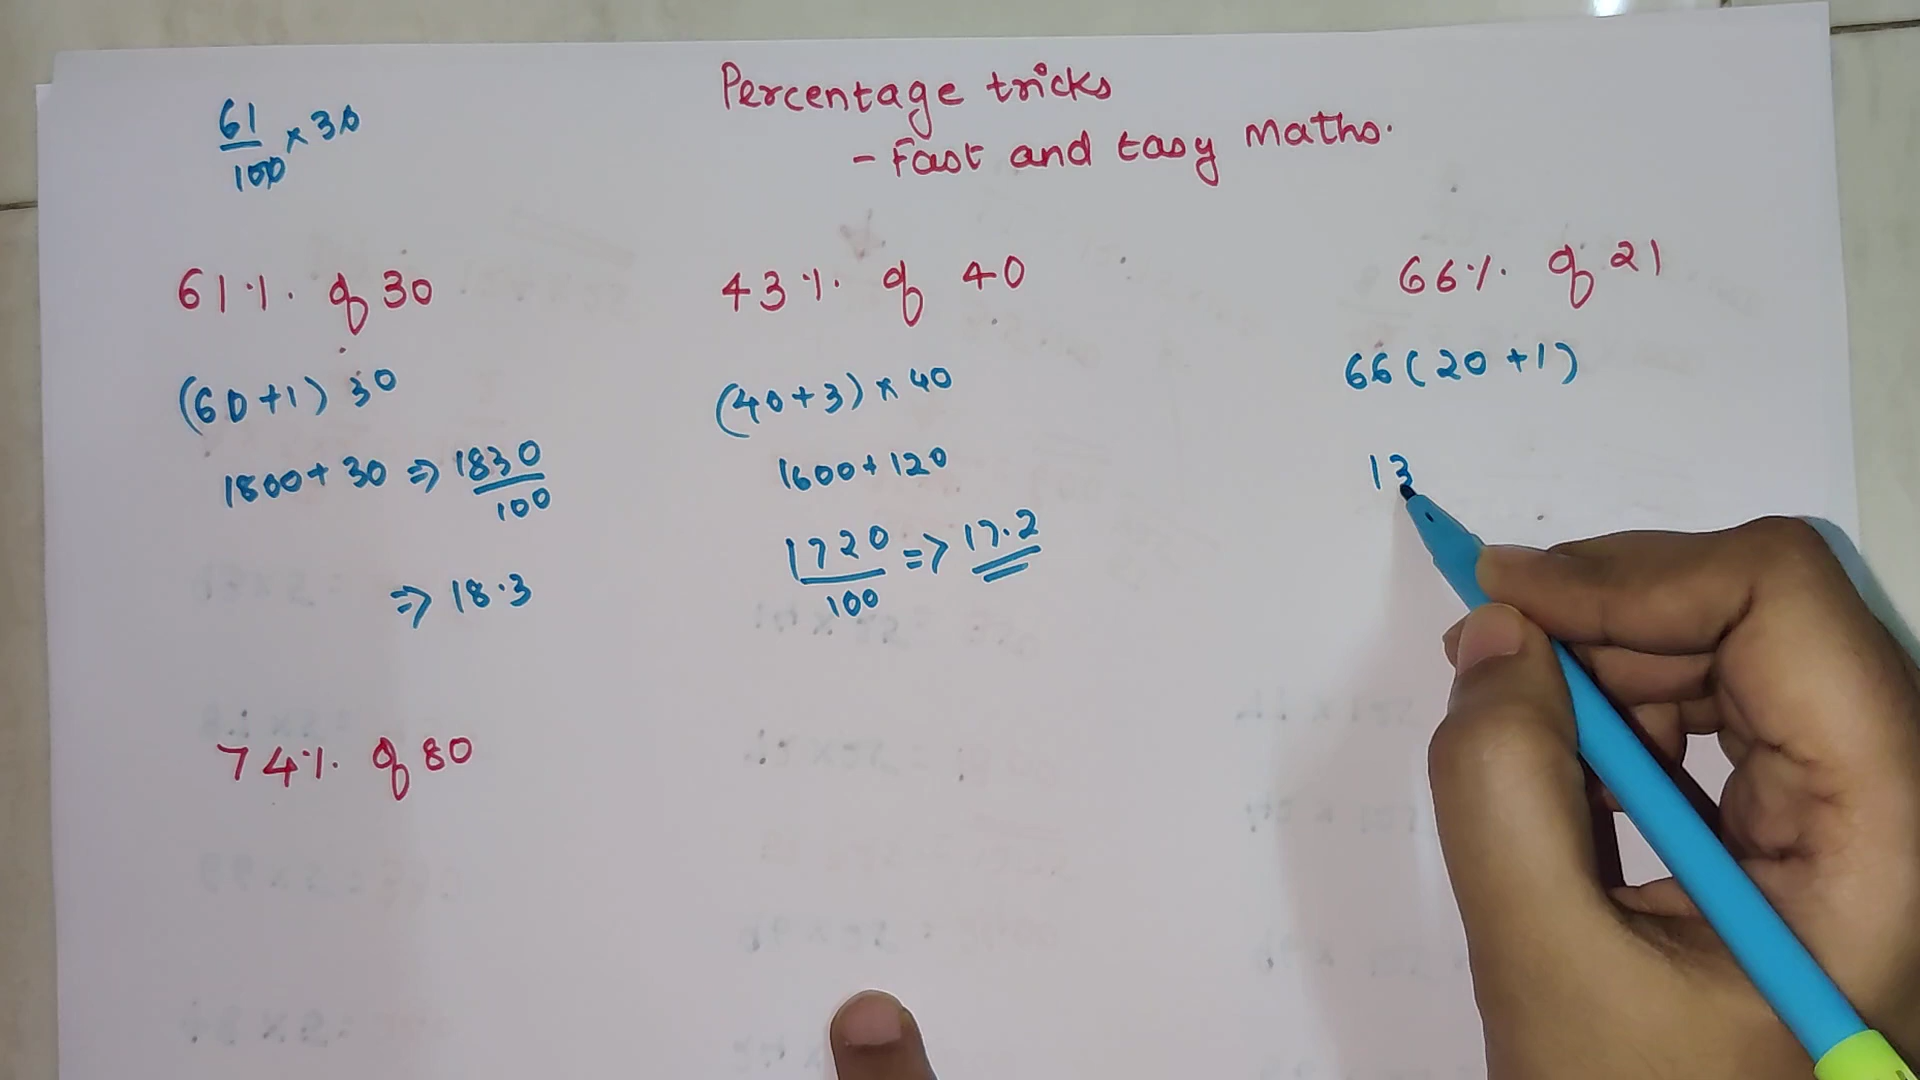 Percentage tricks
- Fast and Easy Maths.
61/100 × 30
61%. of 30
(60+1) 30
1800+ 30 => 1830/100
=> 18.3
43%. of 40
(40+3) × 40
1600+ 120
1720/100 => 17.2
66%. of 21
66(20+1)
13
74%. of 80